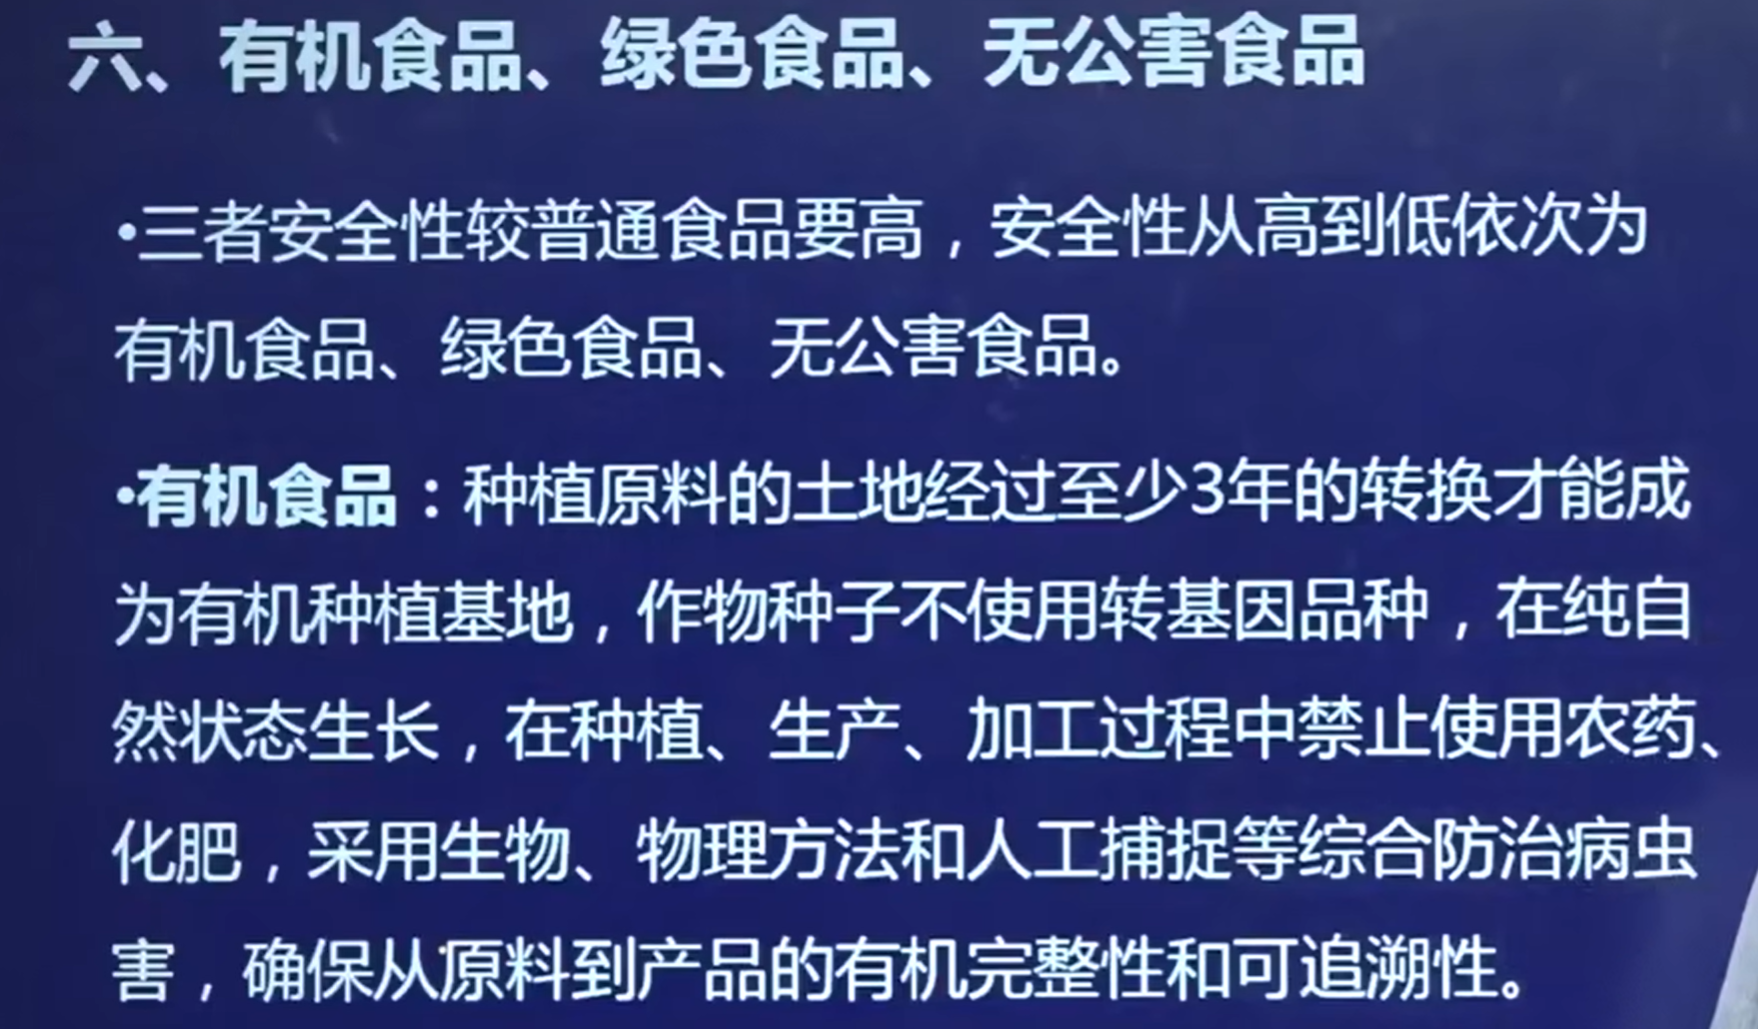 六、有机食品、绿色食品、无公害食品
•三者安全性较普通食品要高，安全性从高到低依次为
有机食品、绿色食品、无公害食品。
•有机食品：种植原料的土地经过至少3年的转换才能成
为有机种植基地，作物种子不使用转基因品种，在纯自
然状态生长，在种植、生产、加工过程中禁止使用农药、
化肥，采用生物、物理方法和人工捕捉等综合防治病虫
害，确保从原料到产品的有机完整性和可追溯性。